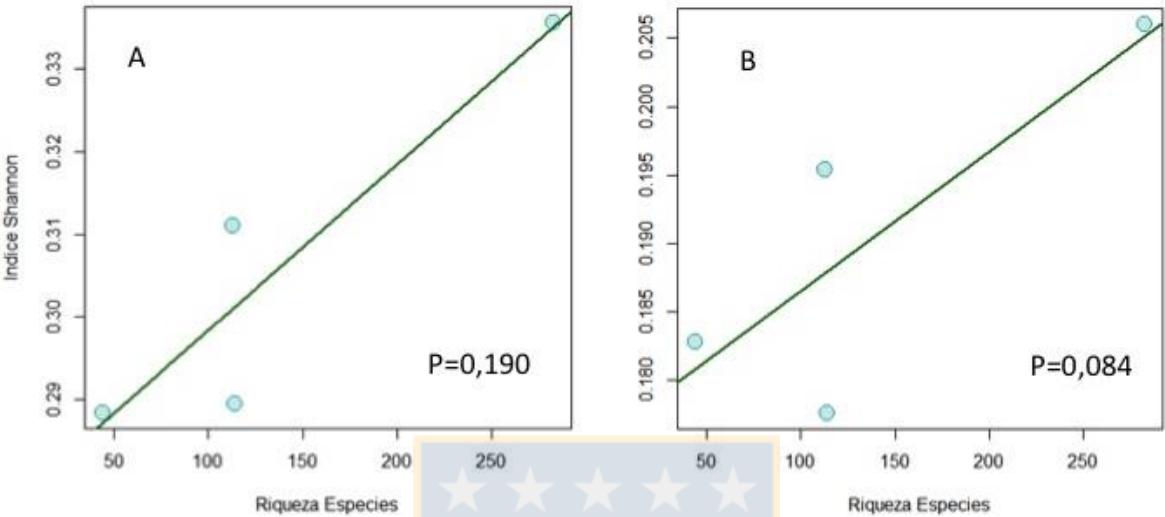 A
Indice Shannon
0.33
0.32
0.31
0.30
0.29
P=0,190
50 100 150 200 250
Riqueza Especies
B
0.205
0.200
0.195
0.190
0.185
0.180
P=0,084
50 100 150 200 250
Riqueza Especies